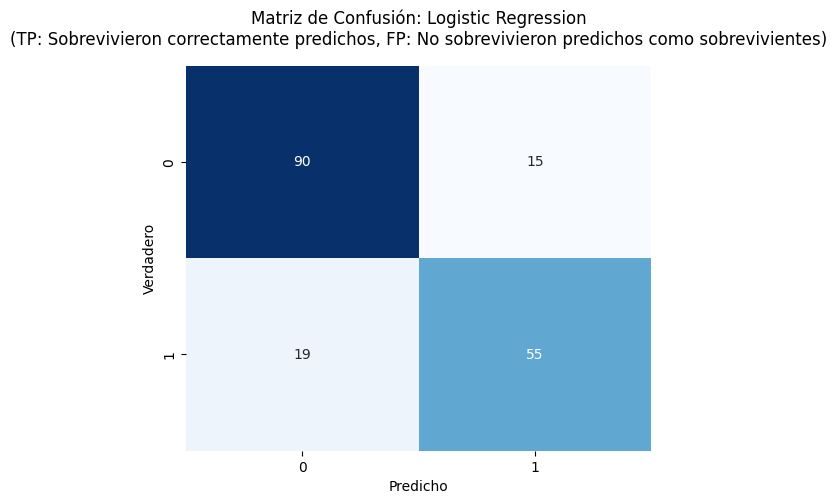 Matriz de Confusión: Logistic Regression
(TP: Sobrevivieron correctamente predichos, FP: No sobrevivieron predichos como sobrevivientes)
Verdadero
0
90
15
1
19
55
0
1
Predicho